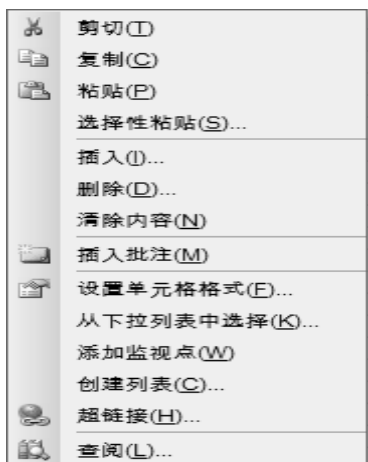 剪切(T)
复制(C)
粘贴(P)
选择性粘贴(S)...
插入(I)...
删除(D)...
清除内容(N)
插入批注(M)
设置单元格格式(F)...
从下拉列表中选择(K)...
添加监视点(W)
创建列表(C)...
超链接(H)...
查阅(L)...